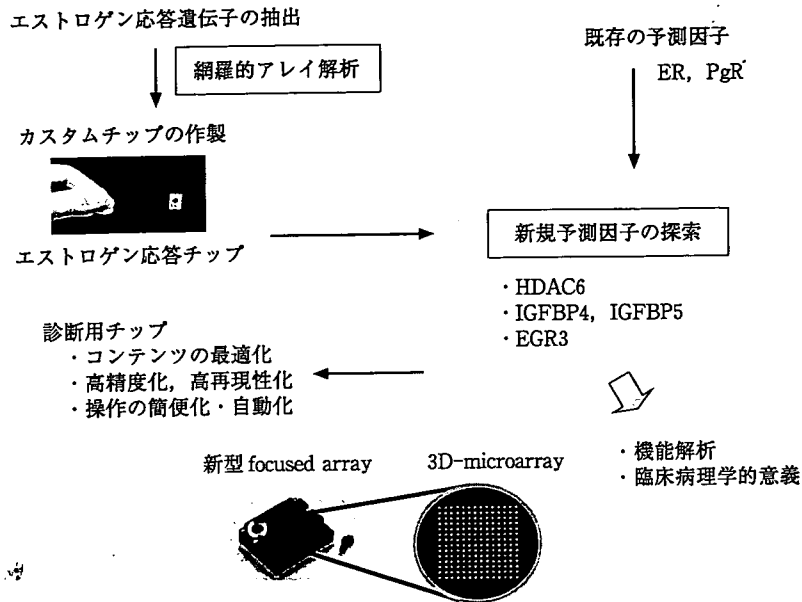 エストロゲン応答遺伝子の抽出
網羅的アレイ解析
カスタムチップの作製
エストロゲン応答チップ
既存の予測因子
ER, PgR
新規予測因子の探索
・HDAC6
・IGFBP4, IGFBP5
・EGR3
診断用チップ
・コンテンツの最適化
・高精度化, 高再現性化
・操作の簡便化・自動化
・機能解析
・臨床病理学的意義
新型 focused array
3D-microarray